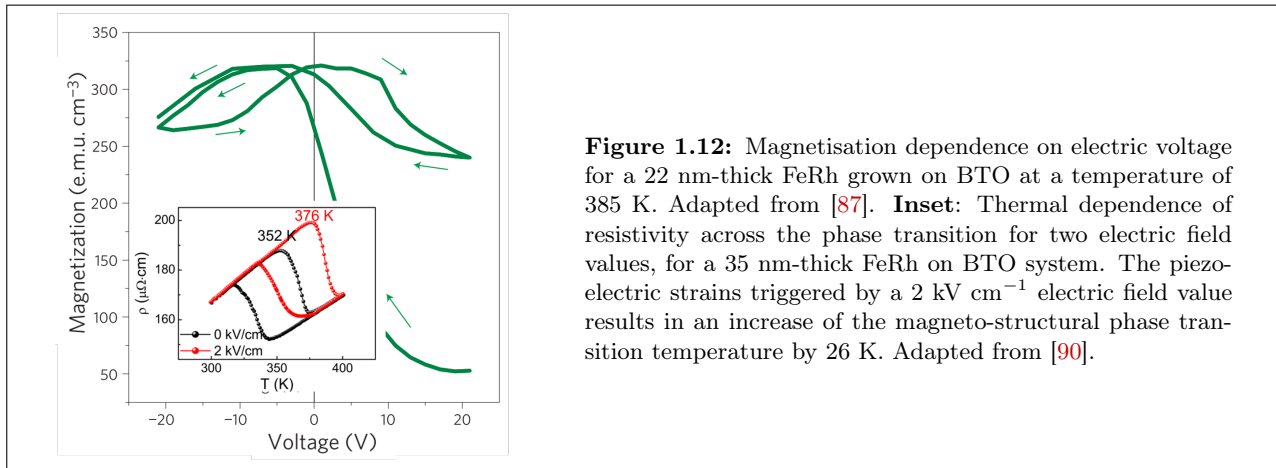 350
300
250
200
150
100
50
Magnetization (e.m.u. cm⁻³)
−20
−10
0
10
20
Voltage (V)
200
180
160
ρ (μΩ·cm)
376 K
352 K
0 kV/cm
2 kV/cm
300
350
400
T (K)
Figure 1.12: Magnetisation dependence on electric voltage
for a 22 nm-thick FeRh grown on BTO at a temperature of
385 K. Adapted from [87]. Inset: Thermal dependence of
resistivity across the phase transition for two electric field
values, for a 35 nm-thick FeRh on BTO system. The piezo-
electric strains triggered by a 2 kV cm⁻¹ electric field value
results in an increase of the magneto-structural phase tran-
sition temperature by 26 K. Adapted from [90].